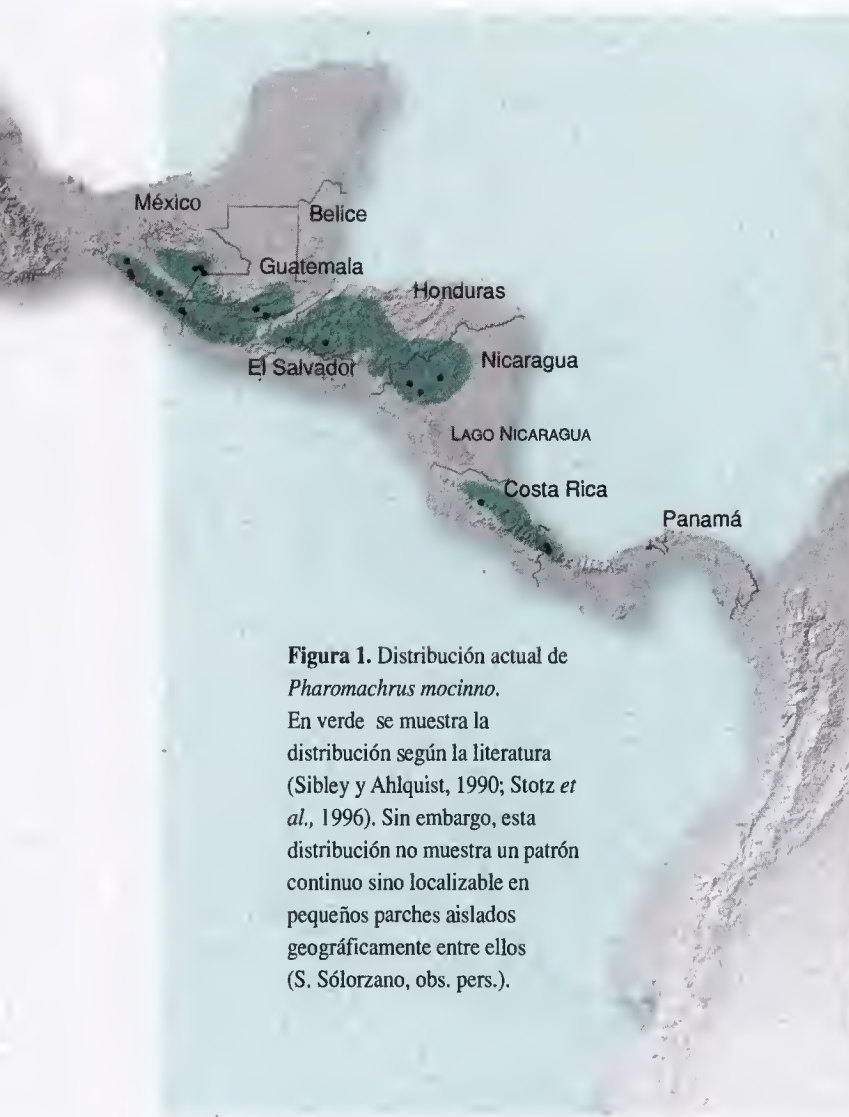 México
Belice
Guatemala
Honduras
El Salvador
Nicaragua
LAGO NICARAGUA
Costa Rica
Panamá
Figura 1. Distribución actual de
Pharomachrus mocinno.
En verde se muestra la
distribución según la literatura
(Sibley y Ahlquist, 1990; Stotz et
al., 1996). Sin embargo, esta
distribución no muestra un patrón
continuo sino localizable en
pequeños parches aislados
geográficamente entre ellos
(S. Sólorzano, obs. pers.).